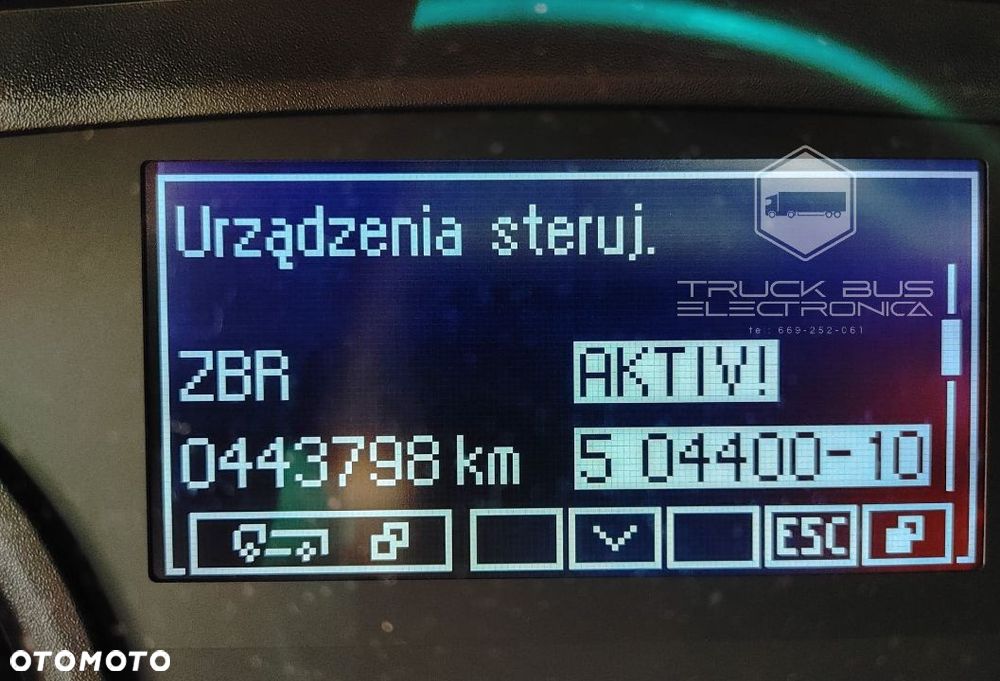 Urządzenia steruj.
TRUCK BUS
ELECTRONICA
tel: 669-252-061
ZBR AKTIV!
0443798 km 5 04400-10
ESC
OTOMOTO